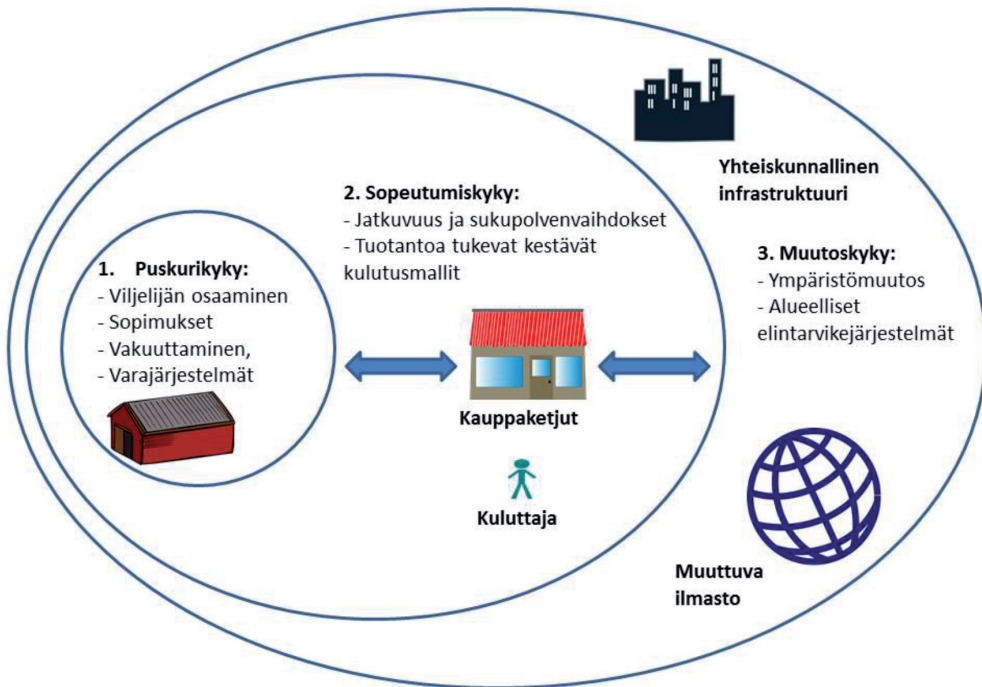 1. Puskurikyky:
- Viljelijän osaaminen
- Sopimukset
- Vakuuttaminen,
- Varajärjestelmät
2. Sopeutumiskyky:
- Jatkuvuus ja sukupolvenvaihdokset
- Tuotantoa tukevat kestävät
kulutusmallit
Kauppaketjut
Kuluttaja
Yhteiskunnallinen
infrastruktuuri
3. Muutoskyky:
- Ympäristömuutos
- Alueelliset
elintarvikejärjestelmät
Muuttuva
ilmasto